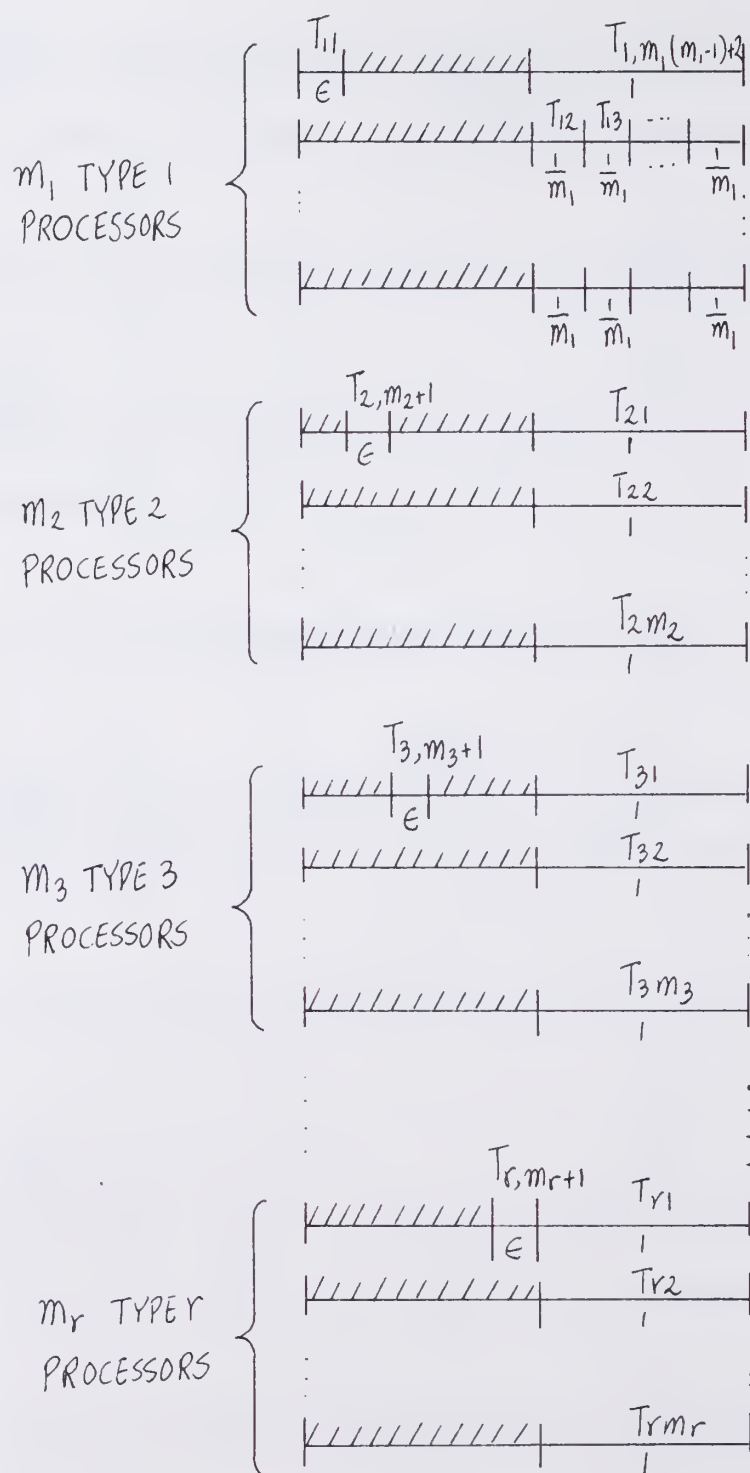 T₁₁ T₁,m₁(m₁-1)+2
ϵ 1
T₁₂ T₁₃ ...
1/m₁ 1/m₁ ... 1/m₁
m₁ TYPE 1
PROCESSORS
1/m₁ 1/m₁ 1/m₁
T₂,m₂+1 T₂₁
ϵ 1
T₂₂
1
m₂ TYPE 2
PROCESSORS
T₂m₂
1
T₃,m₃+1 T₃₁
ϵ 1
T₃₂
1
m₃ TYPE 3
PROCESSORS
T₃m₃
1
Tr,mr+1 Tr₁
ϵ 1
Tr₂
1
mr TYPE r
PROCESSORS
Trmr
1